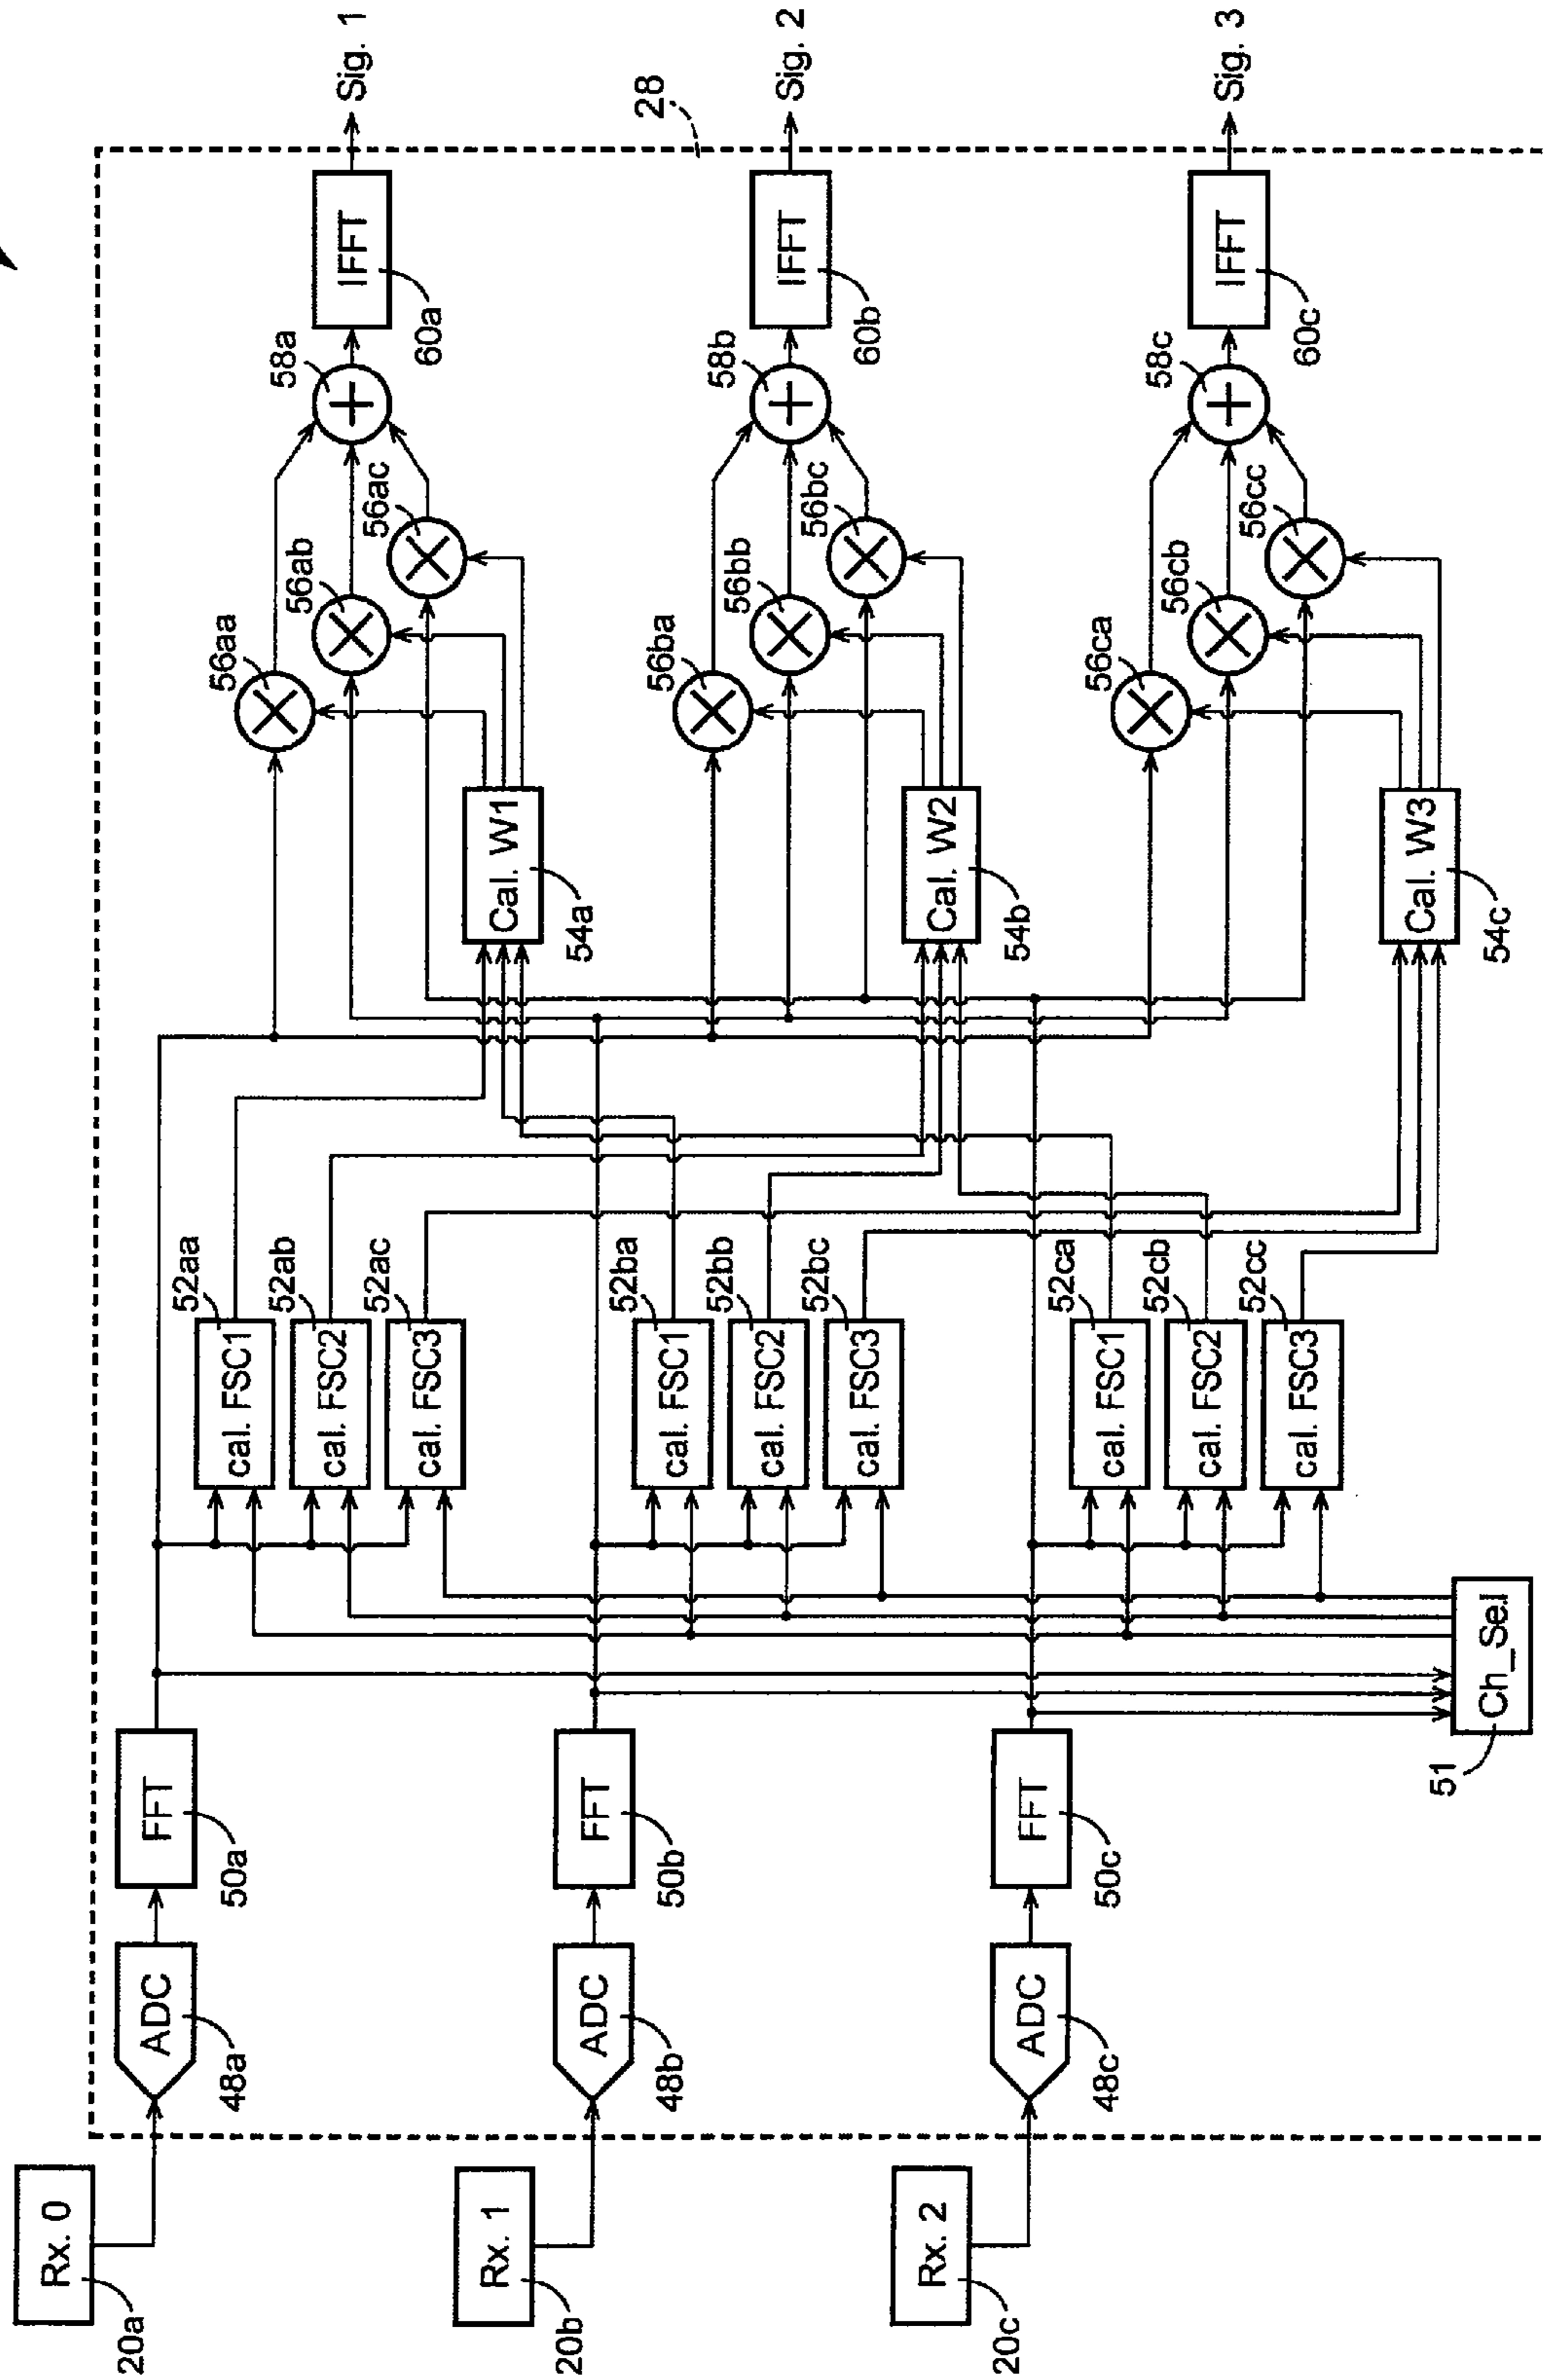 Rx. 0
20a
ADC
48a
FFT
50a
cal. FSC1
52aa
cal. FSC2
52ab
cal. FSC3
52ac
Cal. W1
54a
56aa
56ab
56ac
58a
IFFT
60a
Sig. 1
Rx. 1
20b
ADC
48b
FFT
50b
cal. FSC1
52ba
cal. FSC2
52bb
cal. FSC3
52bc
Cal. W2
54b
56ba
56bb
56bc
58b
IFFT
60b
Sig. 2
28
Rx. 2
20c
ADC
48c
FFT
50c
cal. FSC1
52ca
cal. FSC2
52cb
cal. FSC3
52cc
Cal. W3
54c
56ca
56cb
56cc
58c
IFFT
60c
Sig. 3
Ch_Sel
51